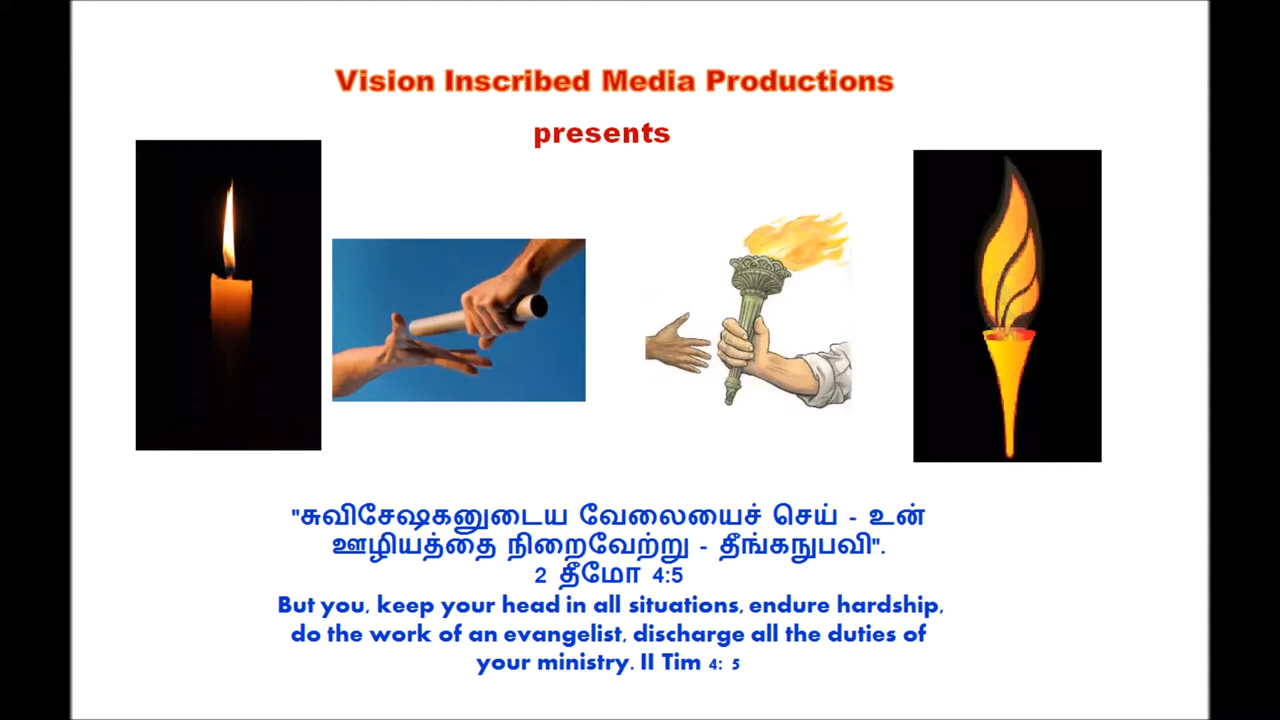 Vision Inscribed Media Productions
presents
"சுவிசேஷகனுடைய வேலையைச் செய் - உன்
ஊழியத்தை நிறைவேற்று - தீங்கநுபவி".
2 தீமோ 4:5
But you, keep your head in all situations, endure hardship,
do the work of an evangelist, discharge all the duties of
your ministry. II Tim 4: 5